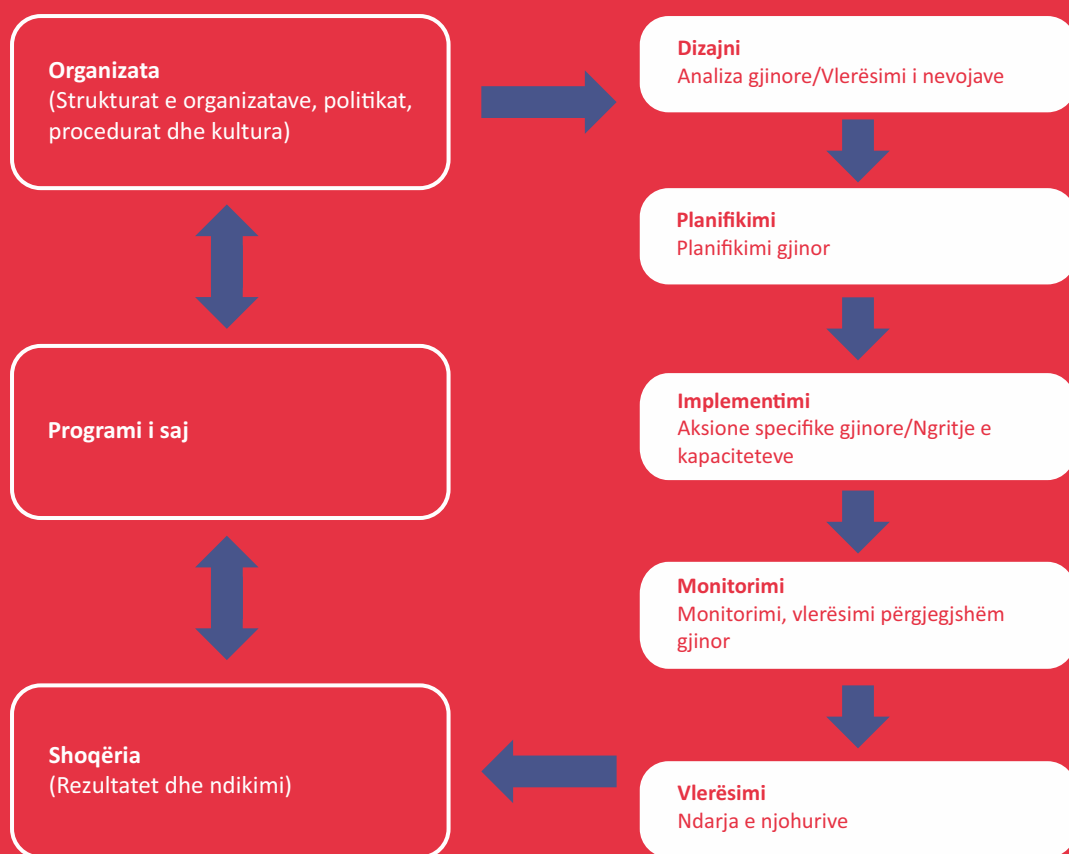 Organizata
(Strukturat e organizatave, politikat,
procedurat dhe kultura)
Programi i saj
Shoqëria
(Rezultatet dhe ndikimi)
Dizajni
Analiza gjinore/Vlerësimi i nevojave
Planifikimi
Planifikimi gjinor
Implementimi
Aksione specifike gjinore/Ngritje e
kapaciteteve
Monitorimi
Monitorimi, vlerësimi përgjegjshëm
gjinor
Vlerësimi
Ndarja e njohurive